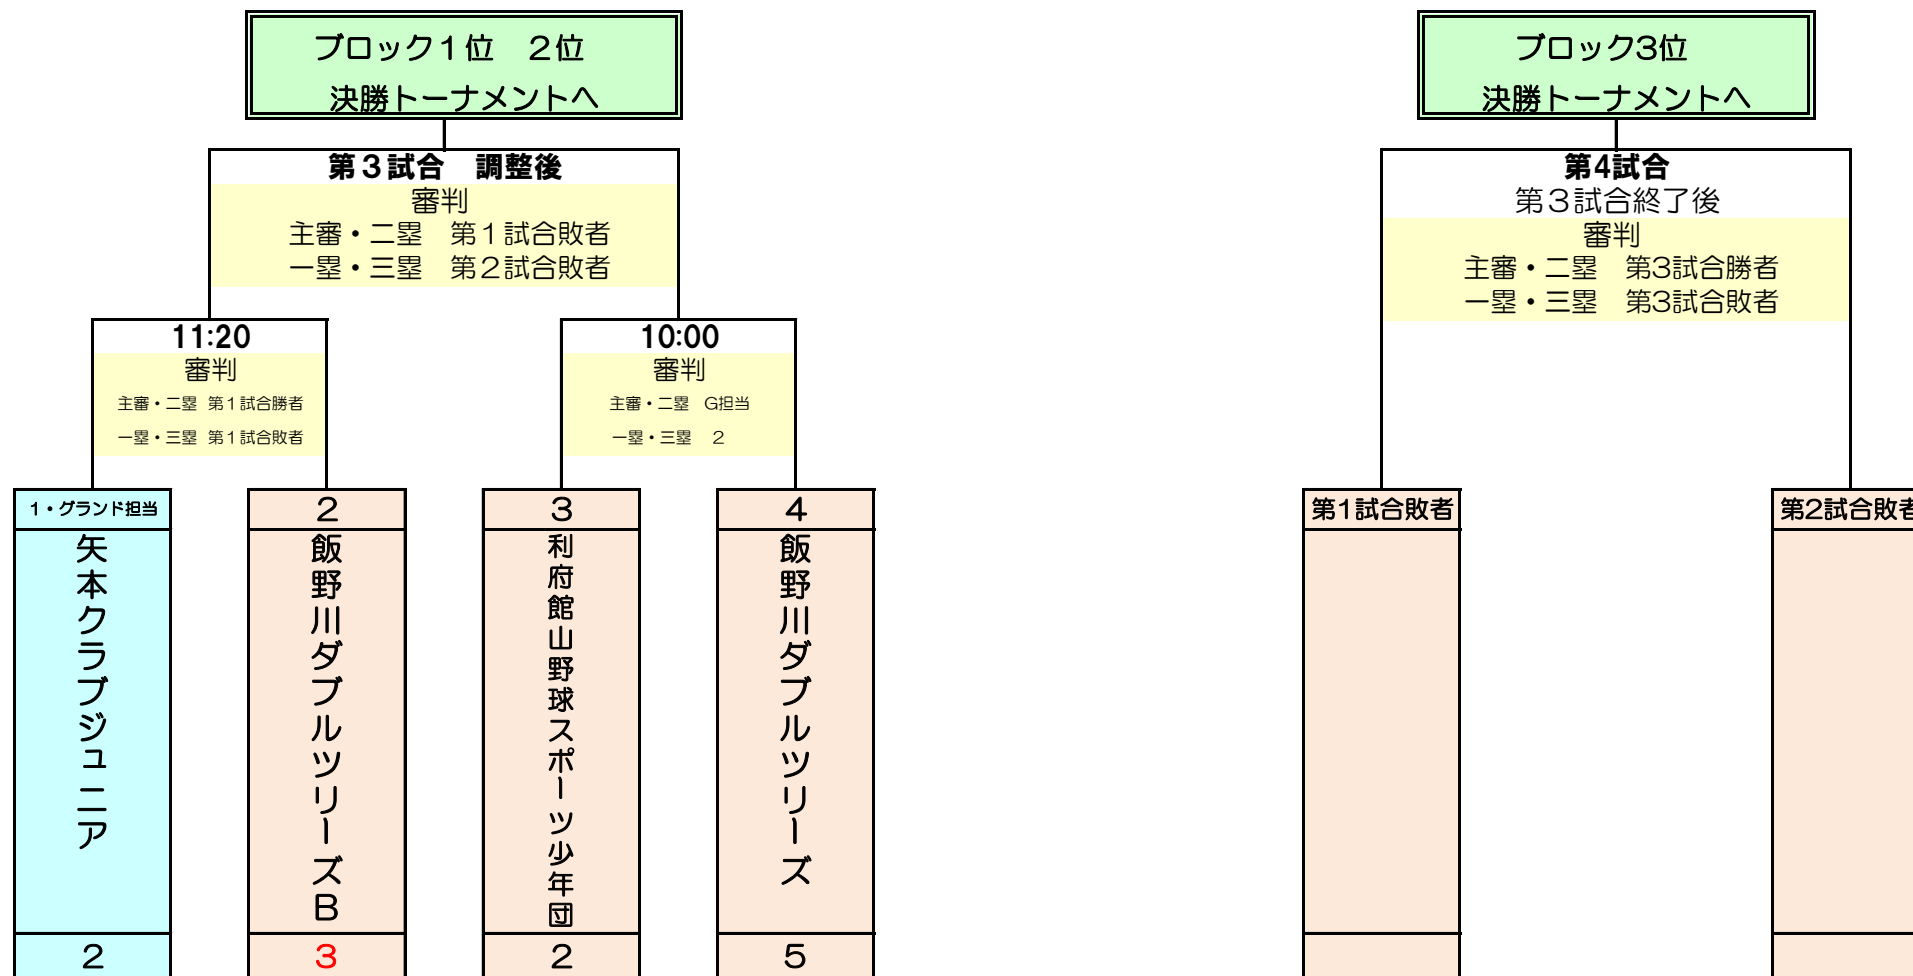 ブロック１位　２位
決勝トーナメントへ
第３試合　調整後
審判
主審・二塁　第１試合敗者
一塁・三塁　第２試合敗者
11:20
審判
主審・二塁 第１試合勝者
一塁・三塁 第１試合敗者
10:00
審判
主審・二塁　G担当
一塁・三塁　２
1・グランド担当
矢本クラブジュニア
2
2
飯野川ダブルツリーズB
3
3
利府館山野球スポーツ少年団
2
4
飯野川ダブルツリーズ
5
ブロック3位
決勝トーナメントへ
第4試合
第３試合終了後
審判
主審・二塁　第3試合勝者
一塁・三塁　第3試合敗者
第1試合敗者
第2試合敗者